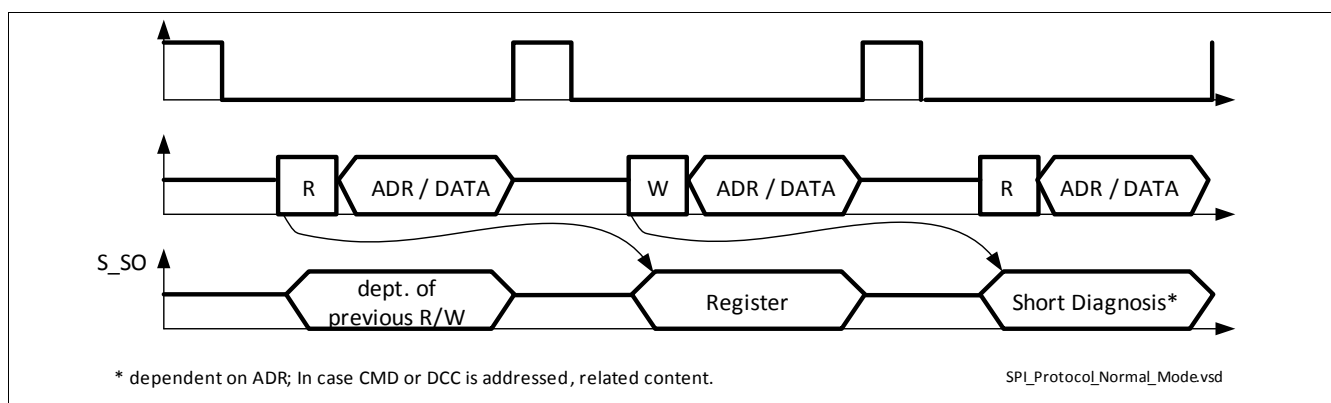 R
ADR / DATA
W
ADR / DATA
R
ADR / DATA
S_SO
dept. of
previous R/W
Register
Short Diagnosis*
* dependent on ADR; In case CMD or DCC is addressed, related content.
SPI_Protocol_Normal_Mode.vsd